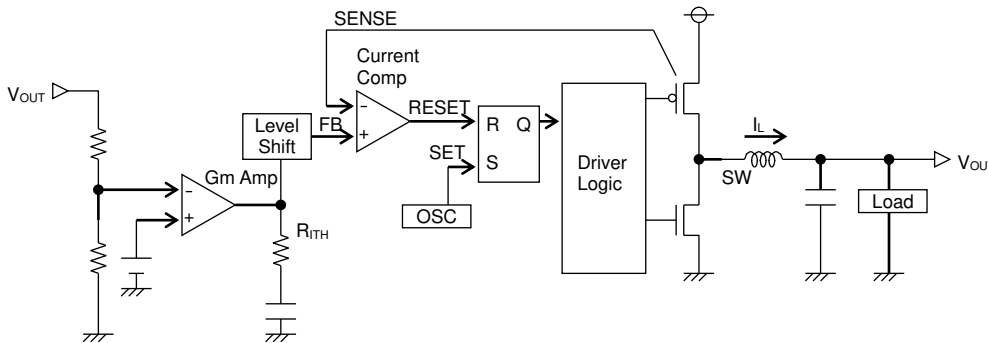 SENSE
Current
Comp
VOUT
RESET
Level
Shift
FB
R Q
S
SET
Driver
Logic
IL
SW
VOU
Gm Amp
OSC
Load
RITH
-
+
-
+